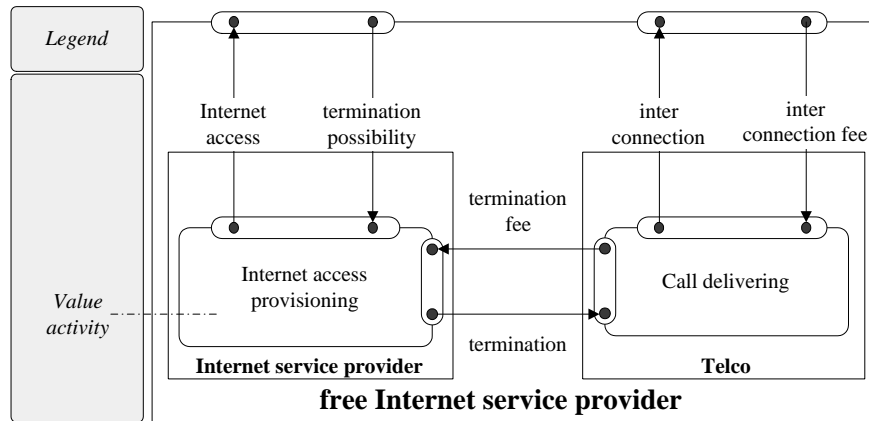 Legend
Internet
access
termination
possibility
inter
connection
inter
connection fee
termination
fee
Internet access
provisioning
Call delivering
Value
activity
termination
Internet service provider
Telco
free Internet service provider